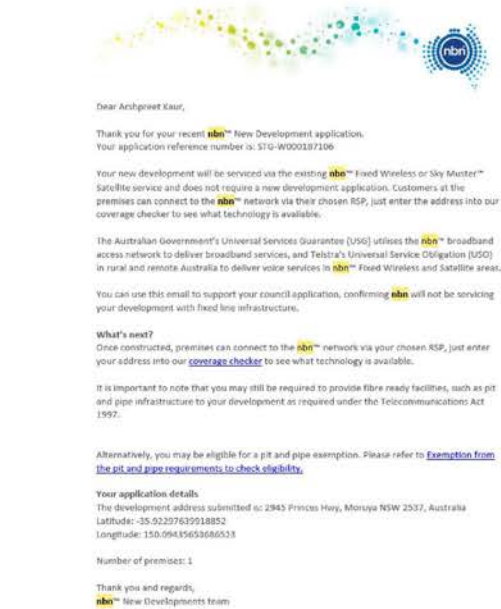 nbn
Dear Arshpreet Kaur,
Thank you for your recent nbn™ New Development application.
Your application reference number is: STG-W000187106
Your new development will be serviced via the existing nbn™ Fixed Wireless or Sky Muster™
Satellite service and does not require a new development application. Customers at the
premises can connect to the nbn™ network via their chosen RSP, just enter the address into our
coverage checker to see what technology is available.
The Australian Government's Universal Services Guarantee (USG) utilises the nbn™ broadband
access network to deliver broadband services, and Telstra's Universal Service Obligation (USO)
in rural and remote Australia to deliver voice services in nbn™ Fixed Wireless and Satellite areas.
You can use this email to support your council application, confirming nbn will not be servicing
your development with fixed line infrastructure.
What's next?
Once constructed, premises can connect to the nbn™ network via your chosen RSP, just enter
your address into our coverage checker to see what technology is available.
It is important to note that you may still be required to provide fibre ready facilities, such as pit
and pipe infrastructure to your development as required under the Telecommunications Act
1997.
Alternatively, you may be eligible for a pit and pipe exemption. Please refer to Exemption from
the pit and pipe requirements to check eligibility.
Your application details
The development address submitted is: 2945 Princes Hwy, Moruya NSW 2537, Australia
Latitude: -35.92297639918852
Longitude: 150.09435653686533
Number of premises: 1
Thank you and regards,
nbn™ New Developments team